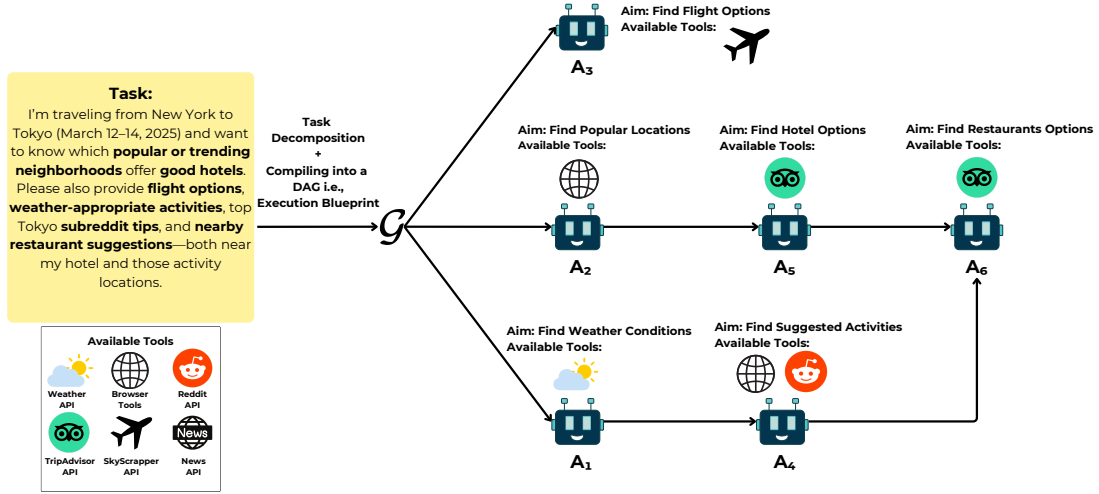 Task:
I'm traveling from New York to
Tokyo (March 12–14, 2025) and want
to know which popular or trending
neighborhoods offer good hotels.
Please also provide flight options,
weather-appropriate activities, top
Tokyo subreddit tips, and nearby
restaurant suggestions—both near
my hotel and those activity
locations.
Available Tools
Weather
API
Browser
Tools
Reddit
API
TripAdvisor
API
SkyScrapper
API
News
News
API
Task
Decomposition
+
Compiling into a
DAG i.e.,
Execution Blueprint
G
Aim: Find Flight Options
Available Tools:
A₃
Aim: Find Popular Locations
Available Tools:
A₂
Aim: Find Hotel Options
Available Tools:
A₅
Aim: Find Restaurants Options
Available Tools:
A₆
Aim: Find Weather Conditions
Available Tools:
A₁
Aim: Find Suggested Activities
Available Tools:
A₄